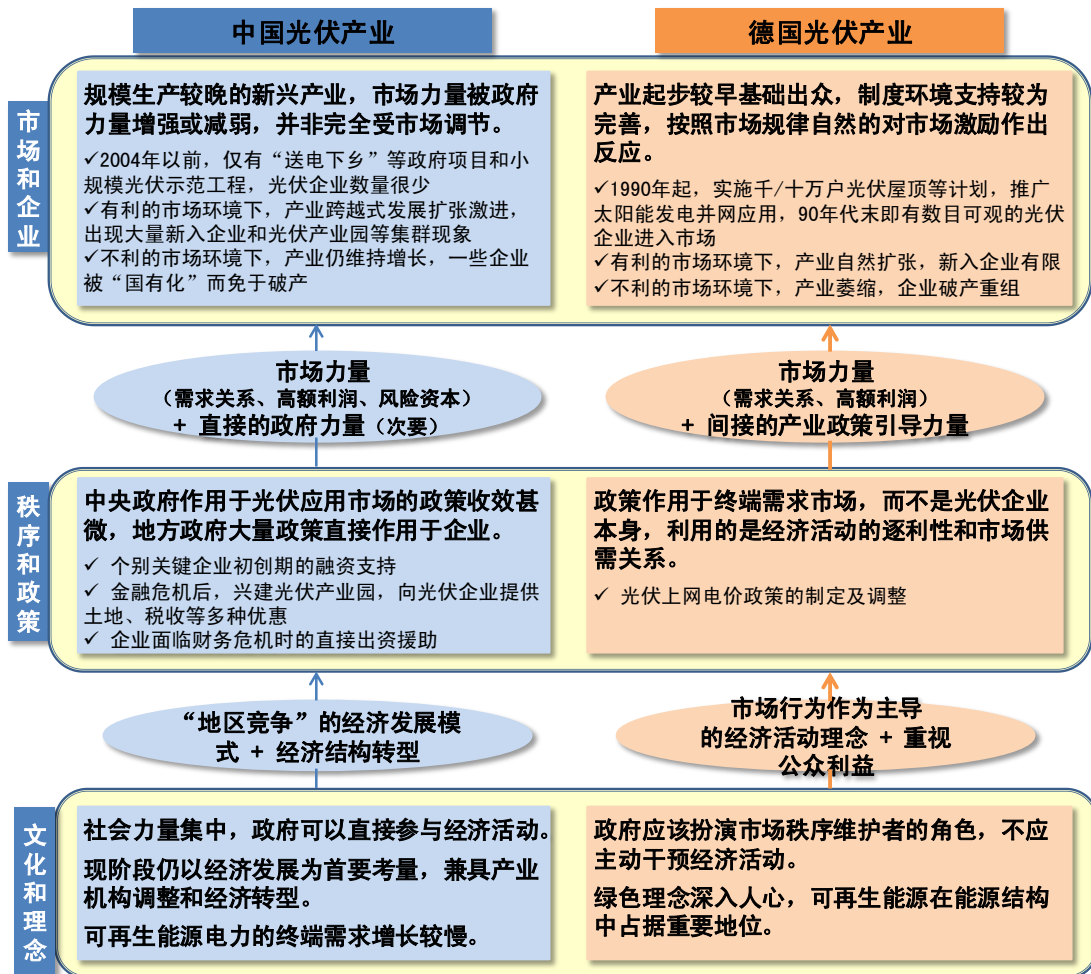 中国光伏产业
德国光伏产业
市场和企业
规模生产较晚的新兴产业，市场力量被政府
力量增强或减弱，并非完全受市场调节。
✓2004年以前，仅有“送电下乡”等政府项目和小
规模光伏示范工程，光伏企业数量很少
✓有利的市场环境下，产业跨越式发展扩张激进，
出现大量新入企业和光伏产业园等集群现象
✓不利的市场环境下，产业仍维持增长，一些企业
被“国有化”而免于破产
产业起步较早基础出众，制度环境支持较为
完善，按照市场规律自然的对市场激励作出
反应。
✓1990年起，实施千/十万户光伏屋顶等计划，推广
太阳能发电并网应用，90年代末即有数目可观的光伏
企业进入市场
✓有利的市场环境下，产业自然扩张，新入企业有限
✓不利的市场环境下，产业萎缩，企业破产重组
市场力量
（需求关系、高额利润、风险资本）
+ 直接的政府力量（次要）
市场力量
（需求关系、高额利润）
+ 间接的产业政策引导力量
秩序和政策
中央政府作用于光伏应用市场的政策收效甚
微，地方政府大量政策直接作用于企业。
✓ 个别关键企业初创期的融资支持
✓ 金融危机后，兴建光伏产业园，向光伏企业提供
土地、税收等多种优惠
✓ 企业面临财务危机时的直接出资援助
政策作用于终端需求市场，而不是光伏企业
本身，利用的是经济活动的逐利性和市场供
需关系。
✓ 光伏上网电价政策的制定及调整
“地区竞争”的经济发展模
式 + 经济结构转型
市场行为作为主导
的经济活动理念 + 重视
公众利益
文化和理念
社会力量集中，政府可以直接参与经济活动。
现阶段仍以经济发展为首要考量，兼具产业
机构调整和经济转型。
可再生能源电力的终端需求增长较慢。
政府应该扮演市场秩序维护者的角色，不应
主动干预经济活动。
绿色理念深入人心，可再生能源在能源结构
中占据重要地位。